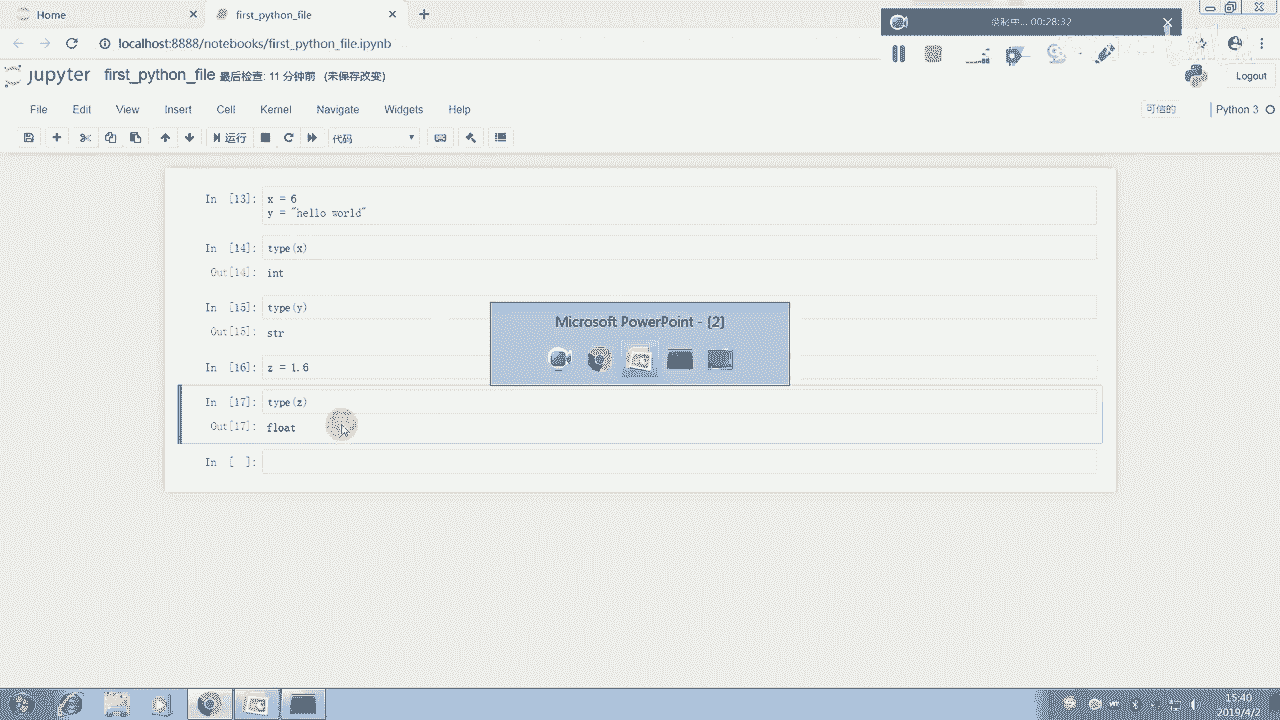 Home
first_python_file
录制中... 00:28:32
localhost:8888/notebooks/first_python_file.ipynb
jupyter first_python_file 最后检查: 11 分钟前 (未保存改变)
Logout
File Edit View Insert Cell Kernel Navigate Widgets Help
可信的
Python 3
运行
代码
In [13]: x = 6
y = "hello world"
In [14]: type(x)
Out[14]: int
In [15]: type(y)
Out[15]: str
Microsoft PowerPoint - [2]
In [16]: z = 1.6
In [17]: type(z)
Out[17]: float
In [ ]:
15:40